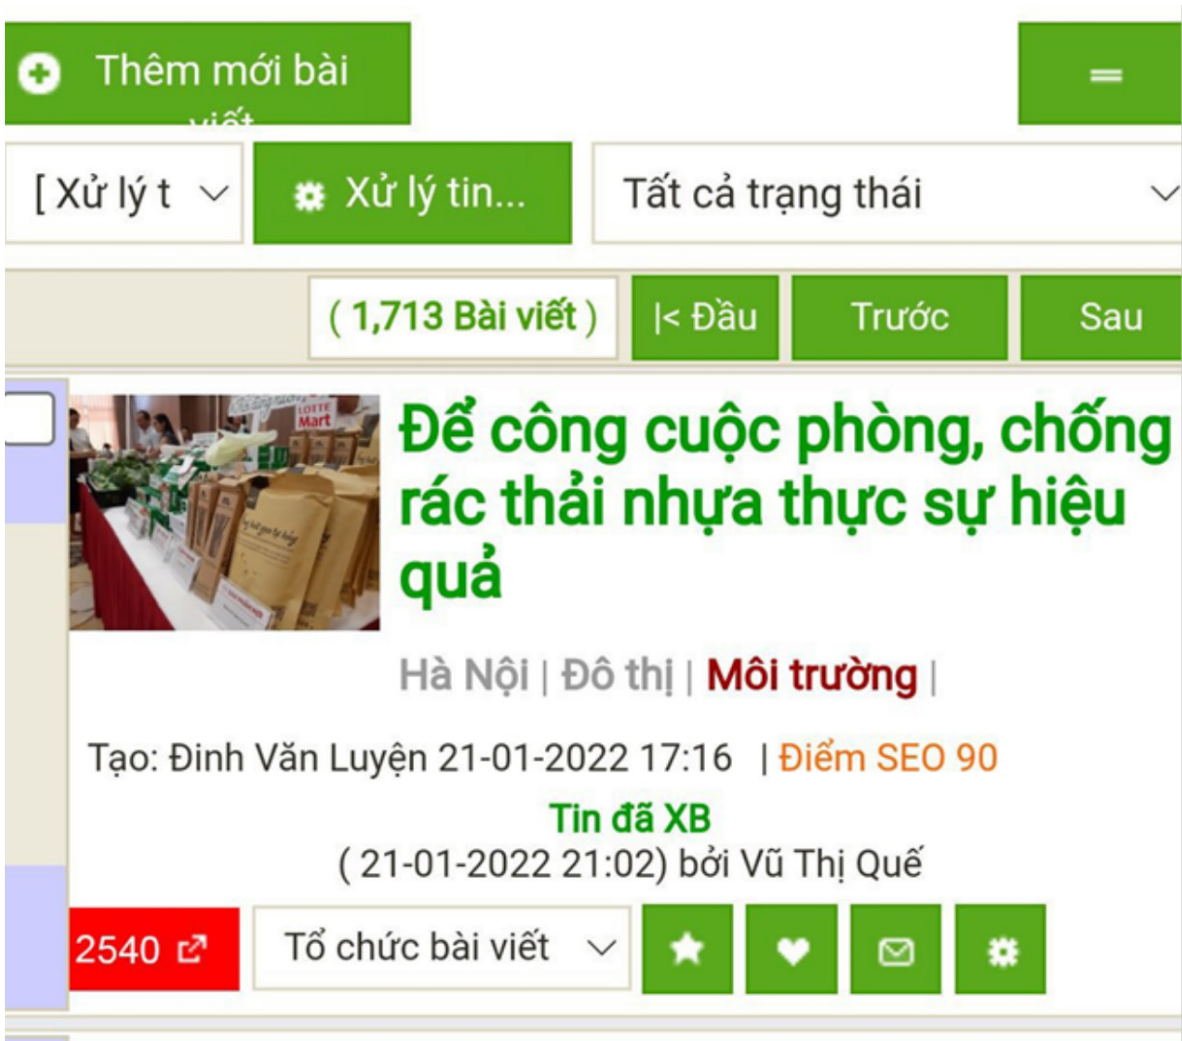 Thêm mới bài
viết
[ Xử lý t
Xử lý tin...
Tất cả trạng thái
( 1,713 Bài viết )
|< Đầu
Trước
Sau
LOTTE
Mart
Để công cuộc phòng, chống
rác thải nhựa thực sự hiệu
quả
Hà Nội | Đô thị | Môi trường |
Tạo: Đinh Văn Luyện 21-01-2022 17:16 | Điểm SEO 90
Tin đã XB
( 21-01-2022 21:02) bởi Vũ Thị Quế
2540
Tổ chức bài viết